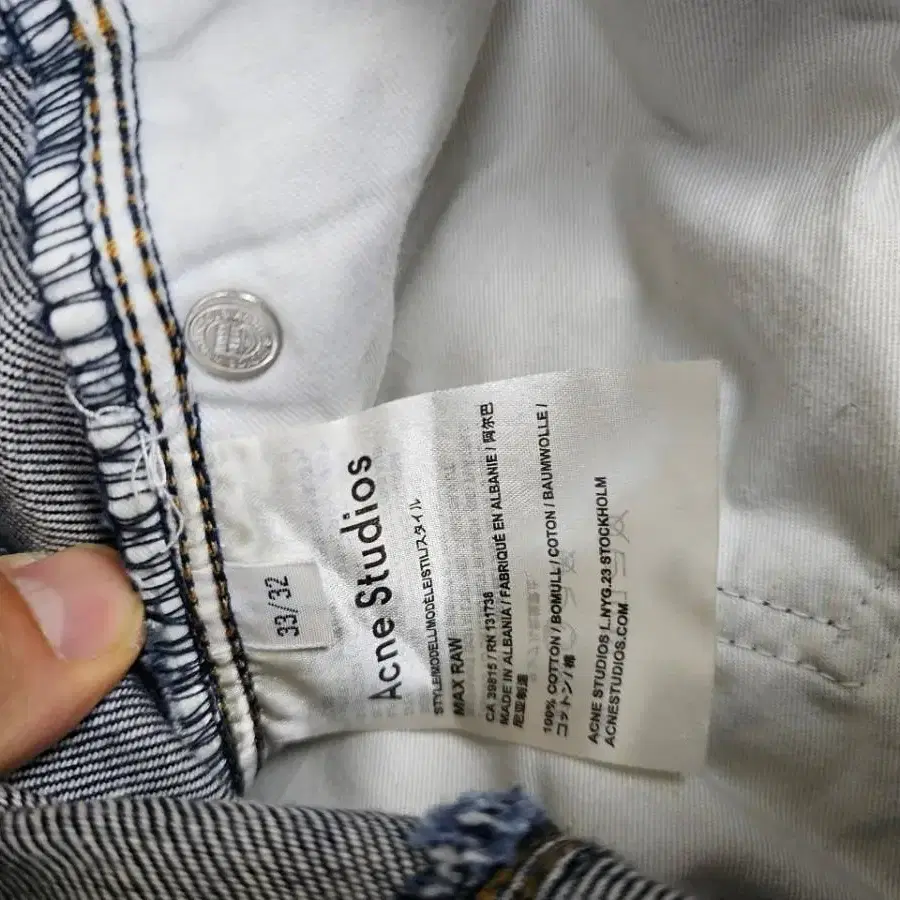 33/32
Acne Studios
STYLE/MODELL/MODÈLE/STIL/スタイル
MAX RAW
CA 39815 / RN 131738
MADE IN ALBANIA / FABRIQUÉ EN ALBANIE / 阿尔巴
尼亚制造
100% COTTON / BOMULL / COTON / BAUMWOLLE /
コットン / 棉
ACNE STUDIOS L.NYG.23 STOCKHOLM
ACNESTUDIOS.COM